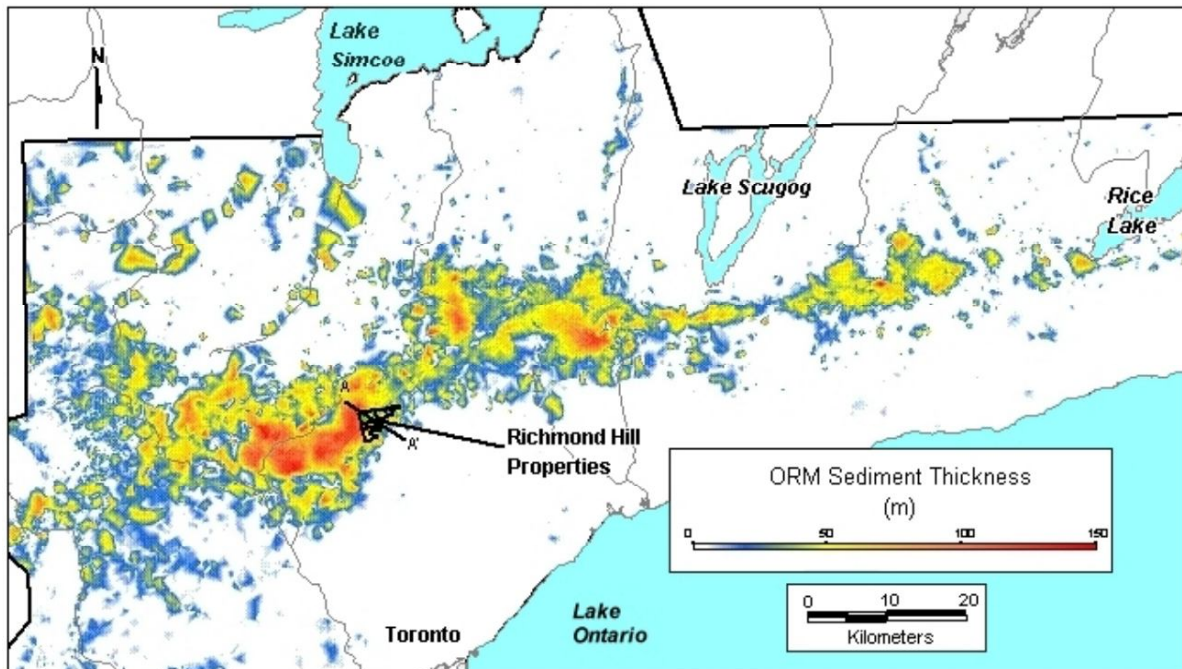 Lake
Simcoe
N
Lake Scugog
Rice
Lake
A
A'
Richmond Hill
Properties
ORM Sediment Thickness
(m)
0 50 100 150
0 20
Kilometers
Toronto
Lake
Ontario